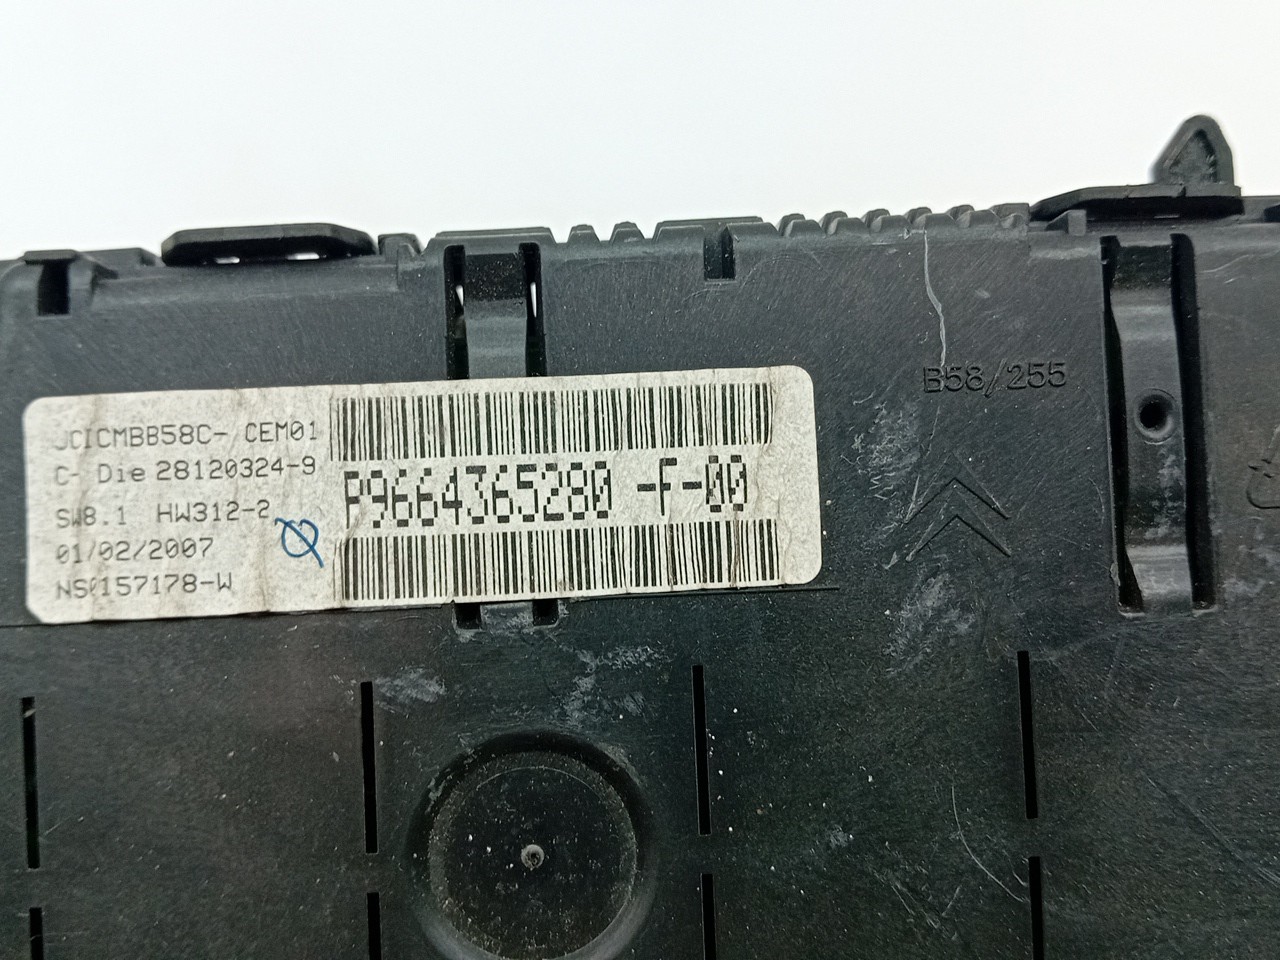 JCICMBB58C- CEM01
C- Die 28120324-9
SW8.1 HW312-2
01/02/2007
NS0157178-W
P9664365280 -F-00
B58/255